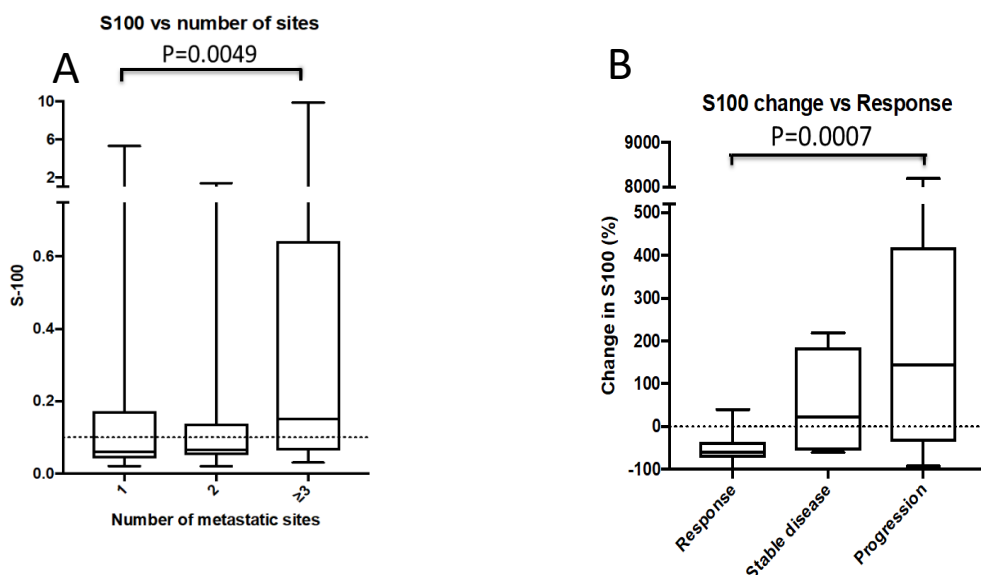 S100 vs number of sites
A
P=0.0049
10
6
2
0.6
0.4
0.2
0.0
S-100
1
2
≥3
Number of metastatic sites
B
S100 change vs Response
P=0.0007
9000
8000
500
400
300
200
100
0
-100
Change in S100 (%)
Response
Stable disease
Progression